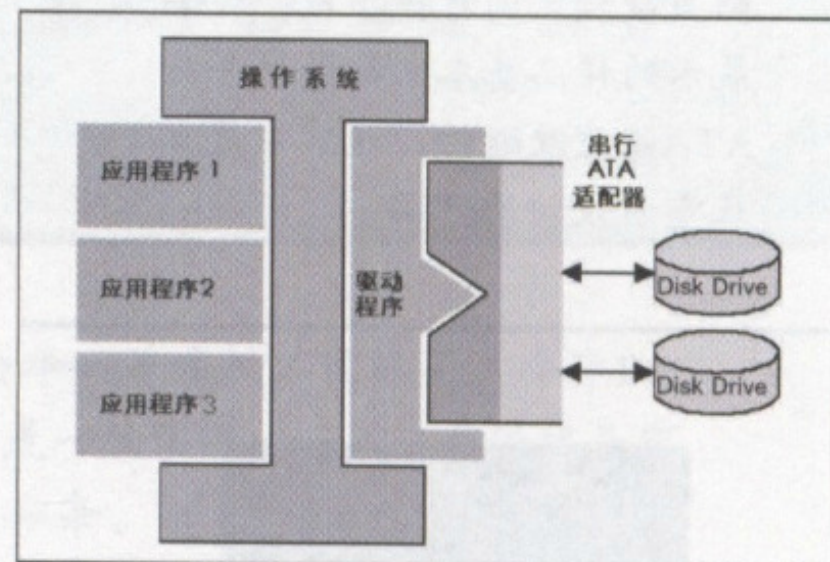 操作系统
应用程序 1
应用程序2
应用程序3
驱动
程序
串行
ATA
适配器
Disk Drive
Disk Drive